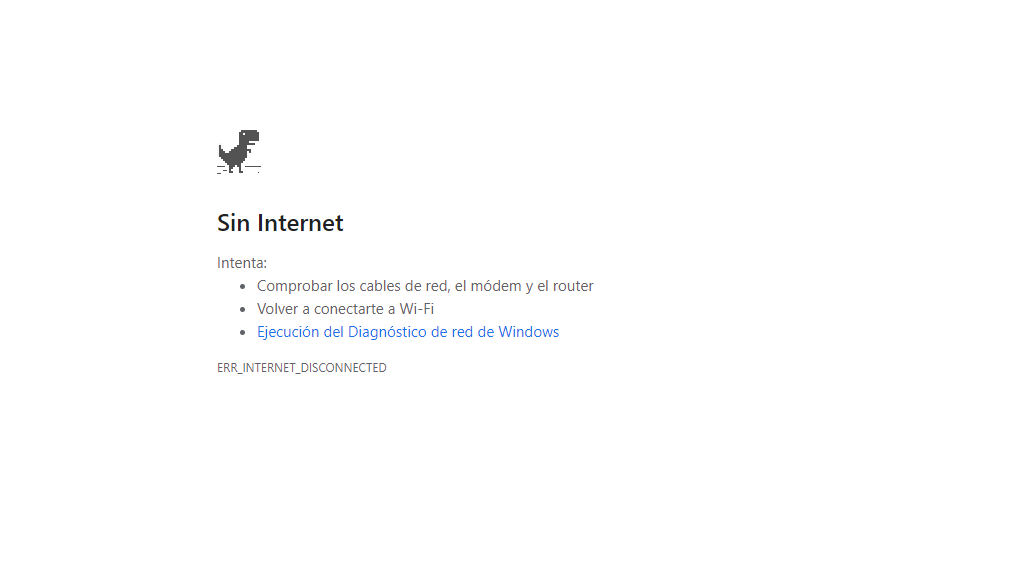 Sin Internet
Intenta:
Comprobar los cables de red, el módem y el router
Volver a conectarte a Wi-Fi
Ejecución del Diagnóstico de red de Windows
ERR_INTERNET_DISCONNECTED